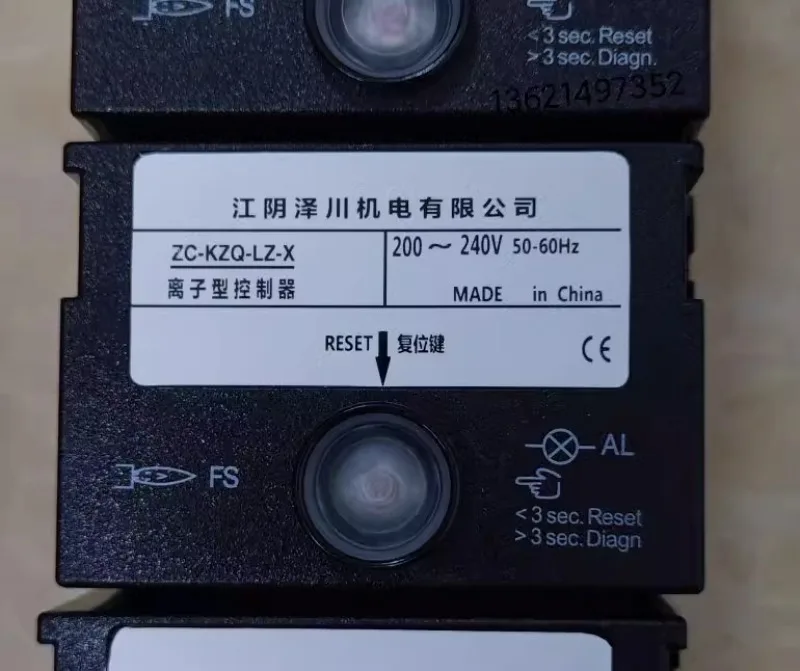 FS
< 3 sec. Reset
> 3 sec. Diagn.
13621497352
江阴泽川机电有限公司
ZC-KZQ-LZ-X
200～240V 50-60Hz
离子型控制器
MADE in China
RESET 复位键
CE
AL
FS
< 3 sec. Reset
> 3 sec. Diagn